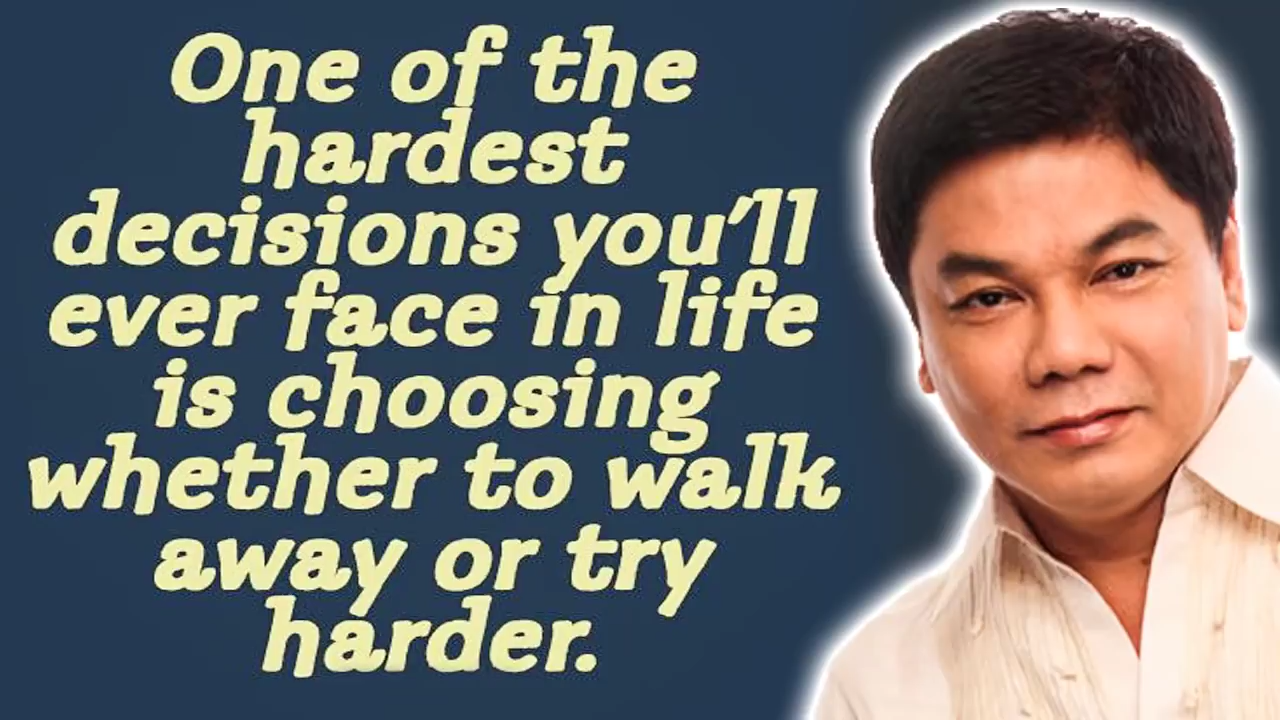 One of the
hardest
decisions you'll
ever face in life
is choosing
whether to walk
away or try
harder.